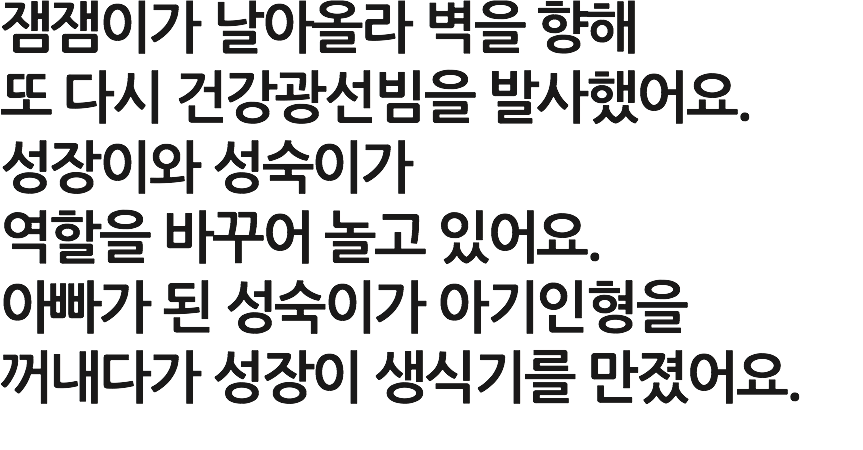 잼잼이가 날아올라 벽을 향해
또 다시 건강광선빔을 발사했어요.
성장이와 성숙이가
역할을 바꾸어 놀고 있어요.
아빠가 된 성숙이가 아기인형을
꺼내다가 성장이 생식기를 만졌어요.